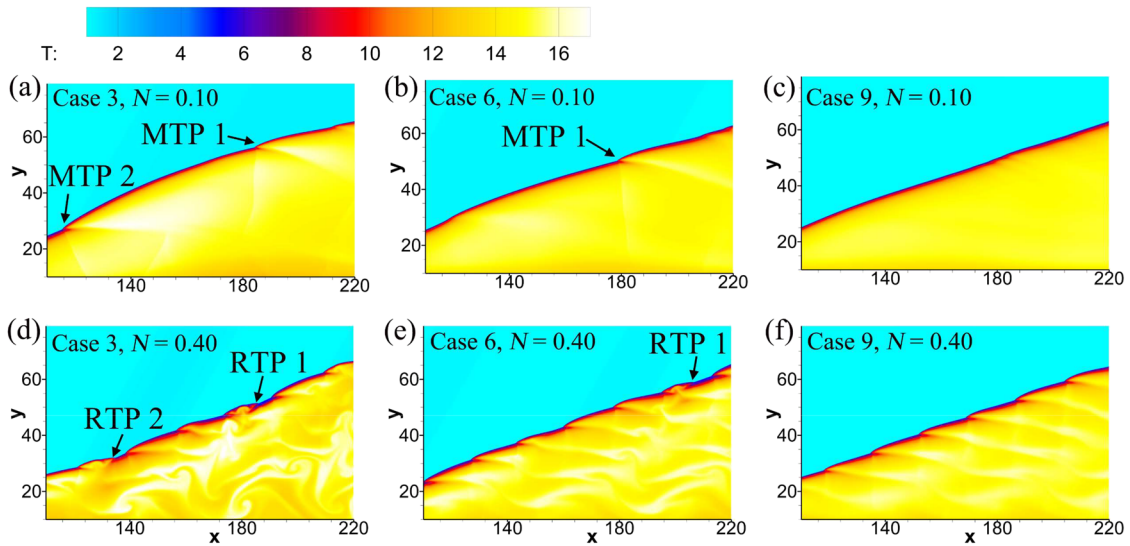 T: 2 4 6 8 10 12 14 16
(a) (b) (c)
Case 3, N = 0.10
MTP 1
MTP 2
y
60
40
20
140 180 220
Case 6, N = 0.10
MTP 1
y
60
40
20
140 180 220
Case 9, N = 0.10
y
60
40
20
140 180 220
(d) (e) (f)
Case 3, N = 0.40
RTP 1
RTP 2
y
60
40
20
140 180 220
x
Case 6, N = 0.40
RTP 1
y
60
40
20
140 180 220
x
Case 9, N = 0.40
y
60
40
20
140 180 220
x